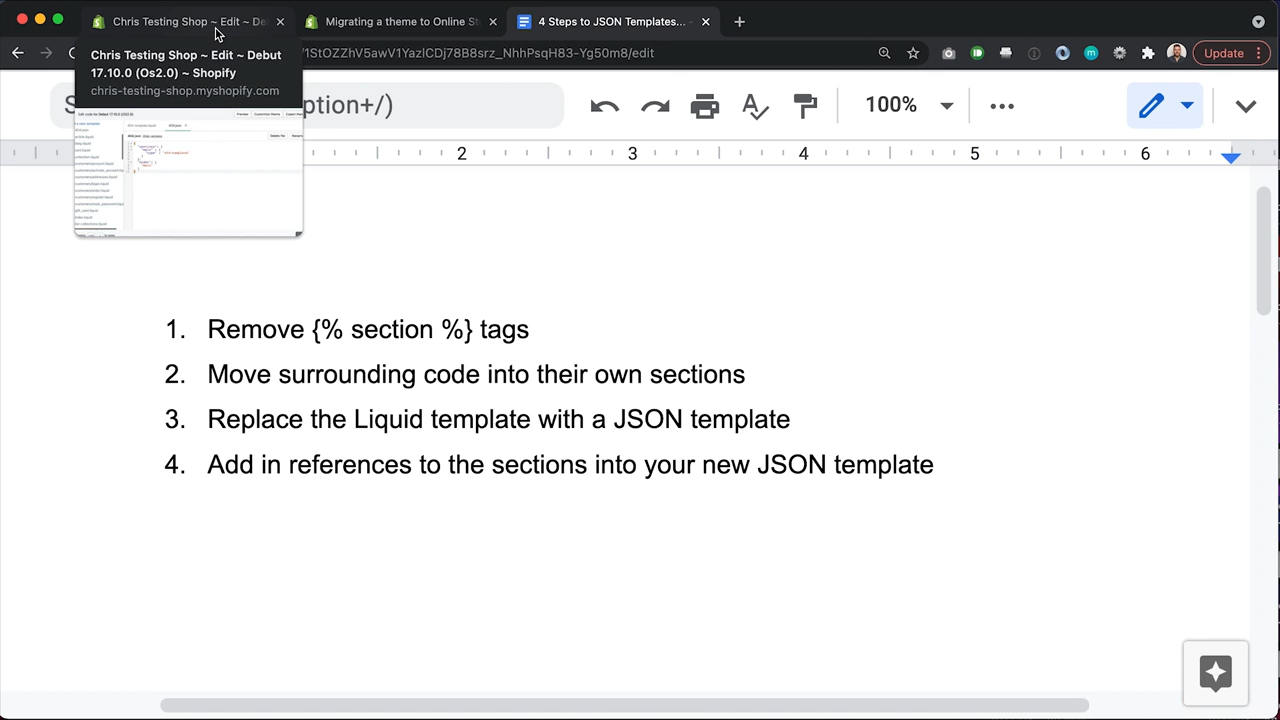 Chris Testing Shop ~ Edit ~ De
Migrating a theme to Online St
4 Steps to JSON Templates...
1StOZZhV5awV1YazlCDj78B8srz_NhhPsqH83-Yg50m8/edit
Update
Chris Testing Shop ~ Edit ~ Debut
17.10.0 (Os2.0) ~ Shopify
chris-testing-shop.myshopify.com
ption+/)
100%
2 3 4 5 6
1. Remove {% section %} tags
2. Move surrounding code into their own sections
3. Replace the Liquid template with a JSON template
4. Add in references to the sections into your new JSON template